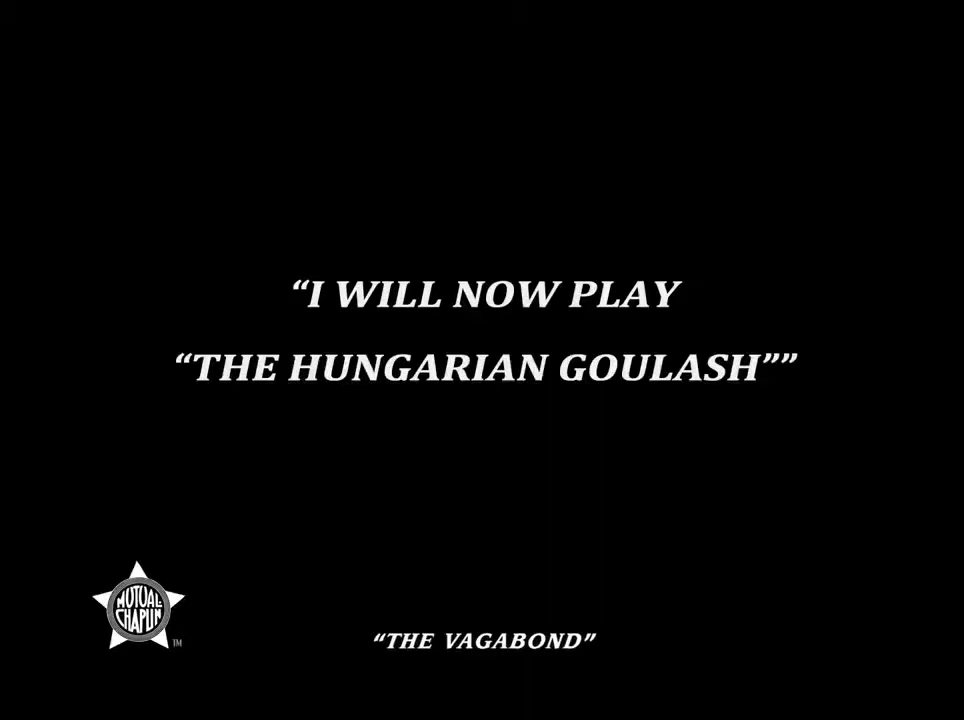 “I WILL NOW PLAY
“THE HUNGARIAN GOULASH””
MUTUAL-
CHAPLIN
TM
“THE VAGABOND”